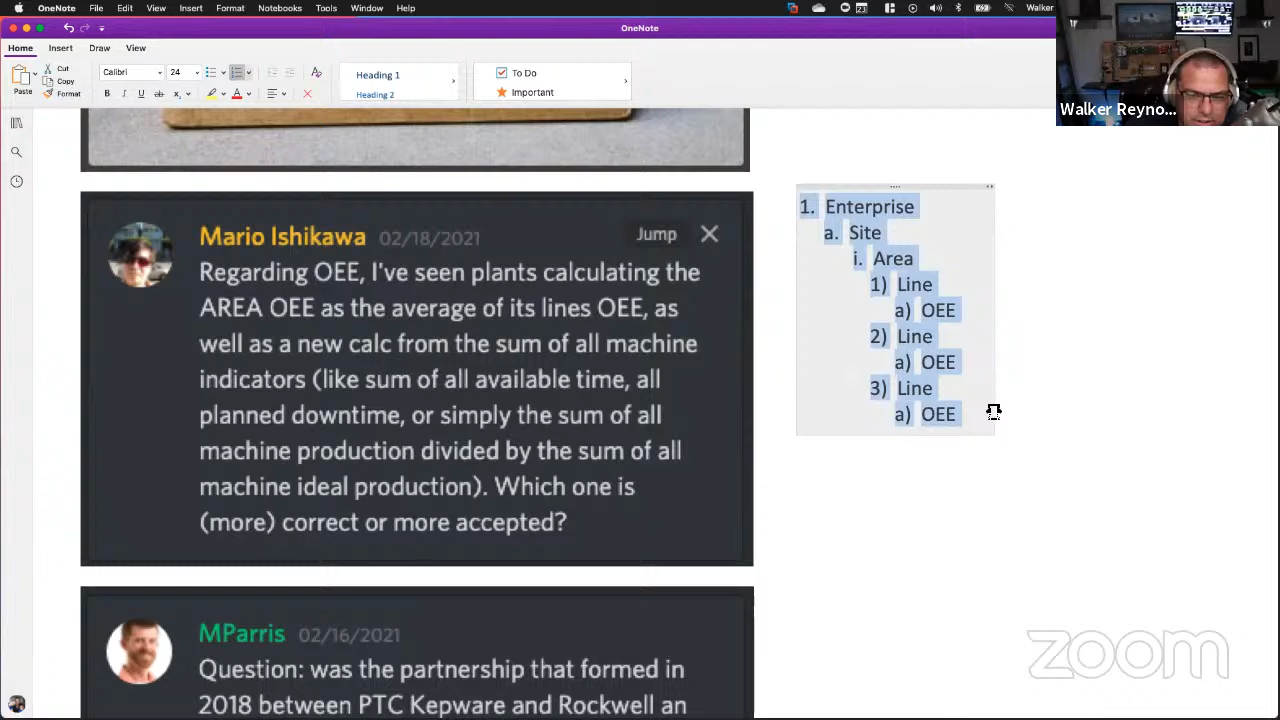 OneNote File Edit View Insert Format Notebooks Tools Window Help 23 Walker
OneNote
Home Insert Draw View
Paste Cut Copy Format
Calibri 24
B I U ab x A
Heading 1
Heading 2
To Do
Important
Walker Reyno...
Mario Ishikawa 02/18/2021 Jump
Regarding OEE, I've seen plants calculating the
AREA OEE as the average of its lines OEE, as
well as a new calc from the sum of all machine
indicators (like sum of all available time, all
planned downtime, or simply the sum of all
machine production divided by the sum of all
machine ideal production). Which one is
(more) correct or more accepted?
1. Enterprise
a. Site
i. Area
1) Line
a) OEE
2) Line
a) OEE
3) Line
a) OEE
MParris 02/16/2021
Question: was the partnership that formed in
2018 between PTC Kepware and Rockwell an
zoom